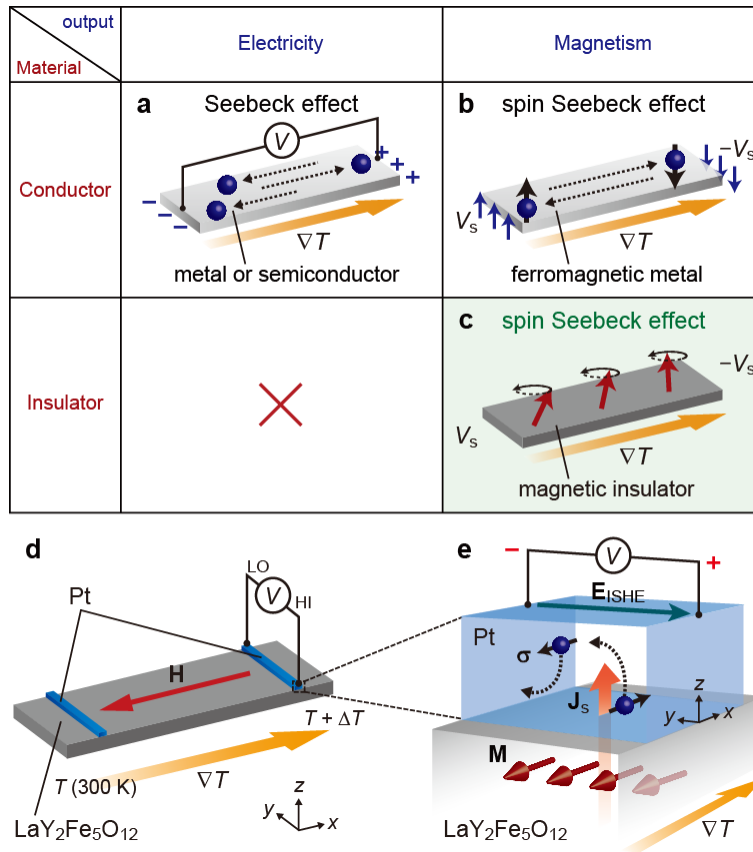 output
Material
Electricity
Magnetism
Conductor
a Seebeck effect
V
+
+
+
−
−
−
∇T
metal or semiconductor
b spin Seebeck effect
−Vs
Vs
∇T
ferromagnetic metal
Insulator
c spin Seebeck effect
−Vs
Vs
∇T
magnetic insulator
d
LO
V
HI
Pt
H
T + ΔT
T (300 K)
∇T
LaY2Fe5O12
z
y
x
e
−
V
+
EISHE
Pt
σ
Js
z
y
x
M
LaY2Fe5O12
∇T